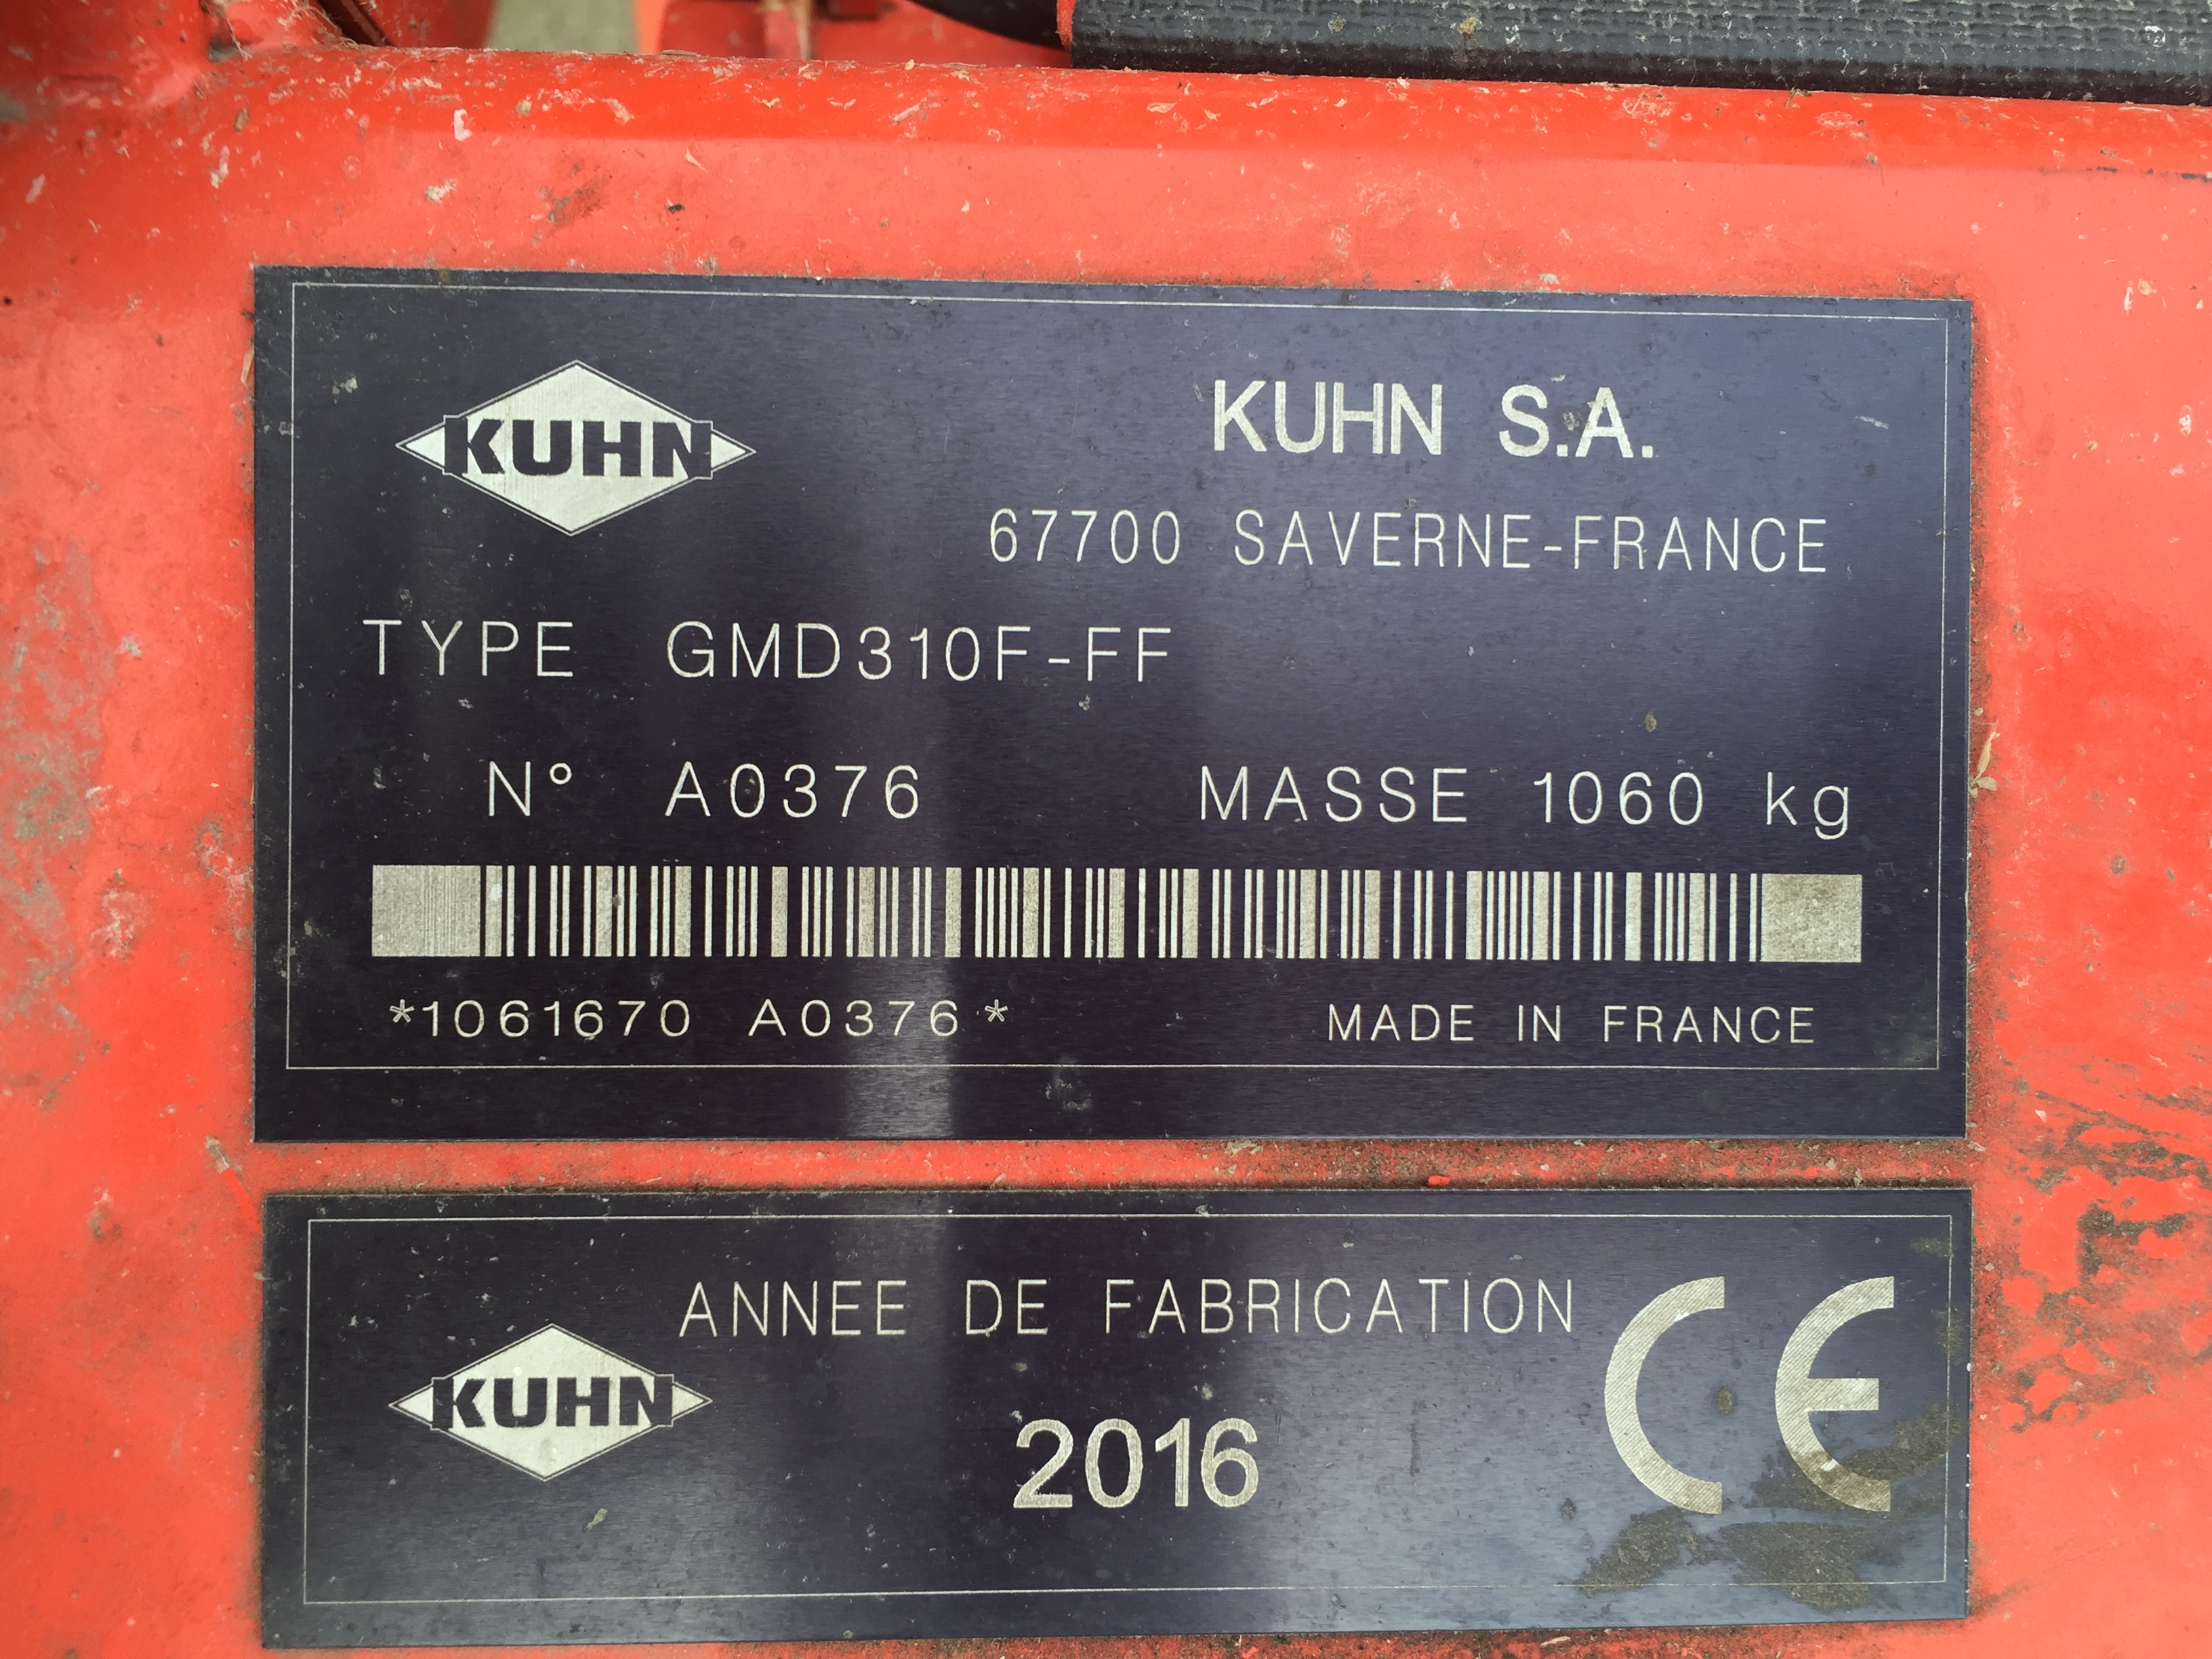 KUHN
KUHN S.A.
67700 SAVERNE-FRANCE
TYPE GMD310F-FF
N° A0376 MASSE 1060 kg
*1061670 A0376* MADE IN FRANCE
ANNEE DE FABRICATION
KUHN
2016
CE